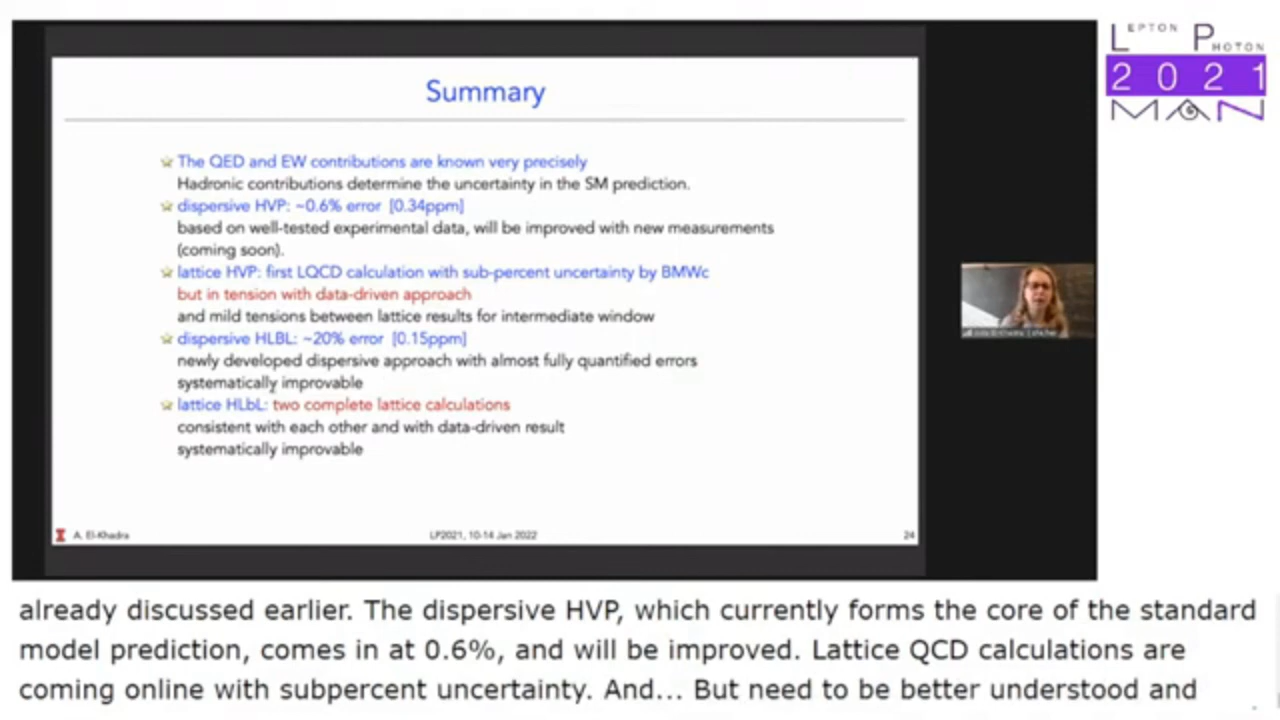 LEPTON PHOTON
2021
MAN
Summary
The QED and EW contributions are known very precisely
Hadronic contributions determine the uncertainty in the SM prediction.
dispersive HVP: ~0.6% error [0.34ppm]
based on well-tested experimental data, will be improved with new measurements
(coming soon).
lattice HVP: first LQCD calculation with sub-percent uncertainty by BMWc
but in tension with data-driven approach
and mild tensions between lattice results for intermediate window
dispersive HLBL: ~20% error [0.15ppm]
newly developed dispersive approach with almost fully quantified errors
systematically improvable
lattice HLbL: two complete lattice calculations
consistent with each other and with data-driven result
systematically improvable
A. El-Khadra
LP2021, 10-14 Jan 2022
24
already discussed earlier. The dispersive HVP, which currently forms the core of the standard
model prediction, comes in at 0.6%, and will be improved. Lattice QCD calculations are
coming online with subpercent uncertainty. And... But need to be better understood and